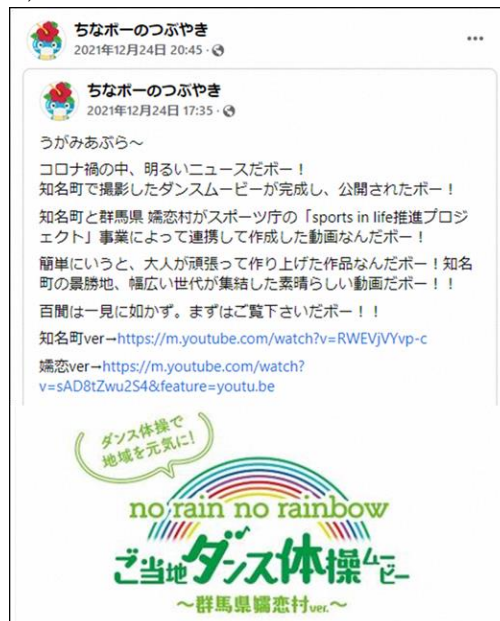 ちなボーのつぶやき
2021年12月24日 20:45・
ちなボーのつぶやき
2021年12月24日 17:35・
うがみあぶら～
コロナ禍の中、明るいニュースだボー！
知名町で撮影したダンスムービーが完成し、公開されたボー！
知名町と群馬県 嬬恋村がスポーツ庁の「sports in life推進プロジ
ェクト」事業によって連携して作成した動画なんだボー！
簡単にいうと、大人が頑張って作り上げた作品なんだボー！知名
町の景勝地、幅広い世代が集結した素晴らしい動画だボー！！
百聞は一見に如かず。まずはご覧下さいだボー！！
知名町ver→https://m.youtube.com/watch?v=RWEVjVYvp-c
嬬恋ver→https://m.youtube.com/watch?
v=sAD8tZwu2S4&feature=youtu.be
ダンス体操で
地域を元気に！
no rain no rainbow
ご当地ダンス体操ムービー
～群馬県嬬恋村ver.～